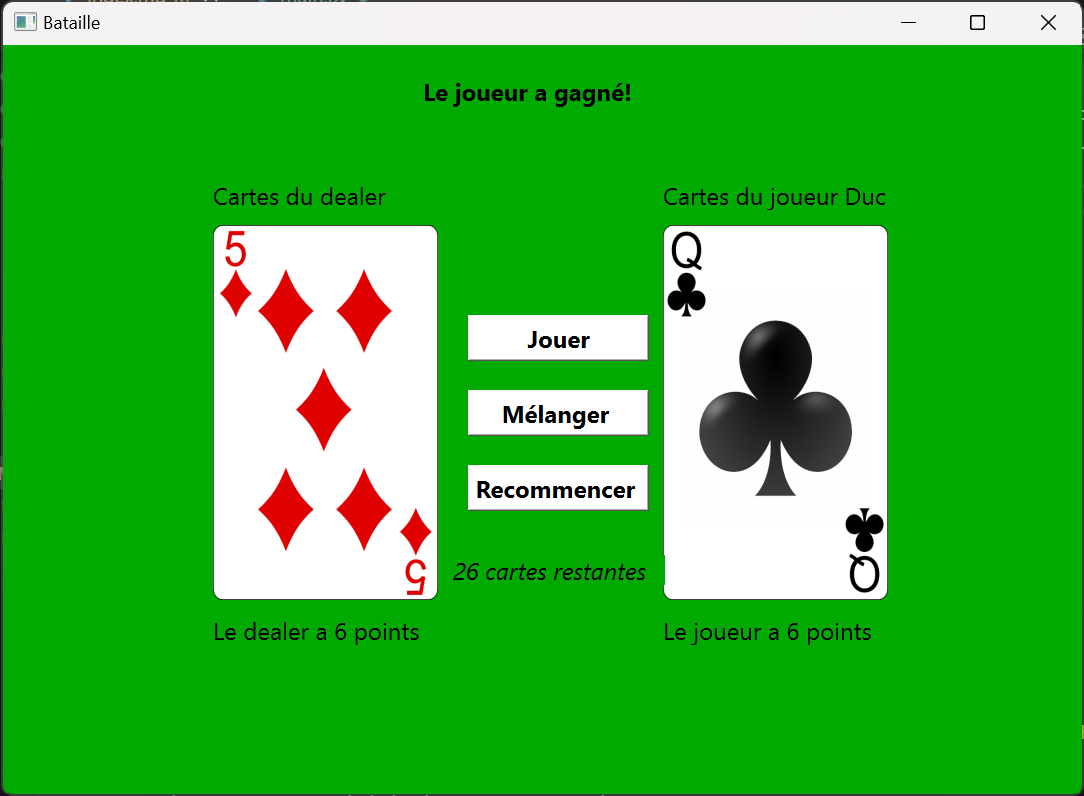 Bataille
Le joueur a gagné!
Cartes du dealer
Cartes du joueur Duc
5
Q
Jouer
Mélanger
Recommencer
26 cartes restantes
5
Q
Le dealer a 6 points
Le joueur a 6 points